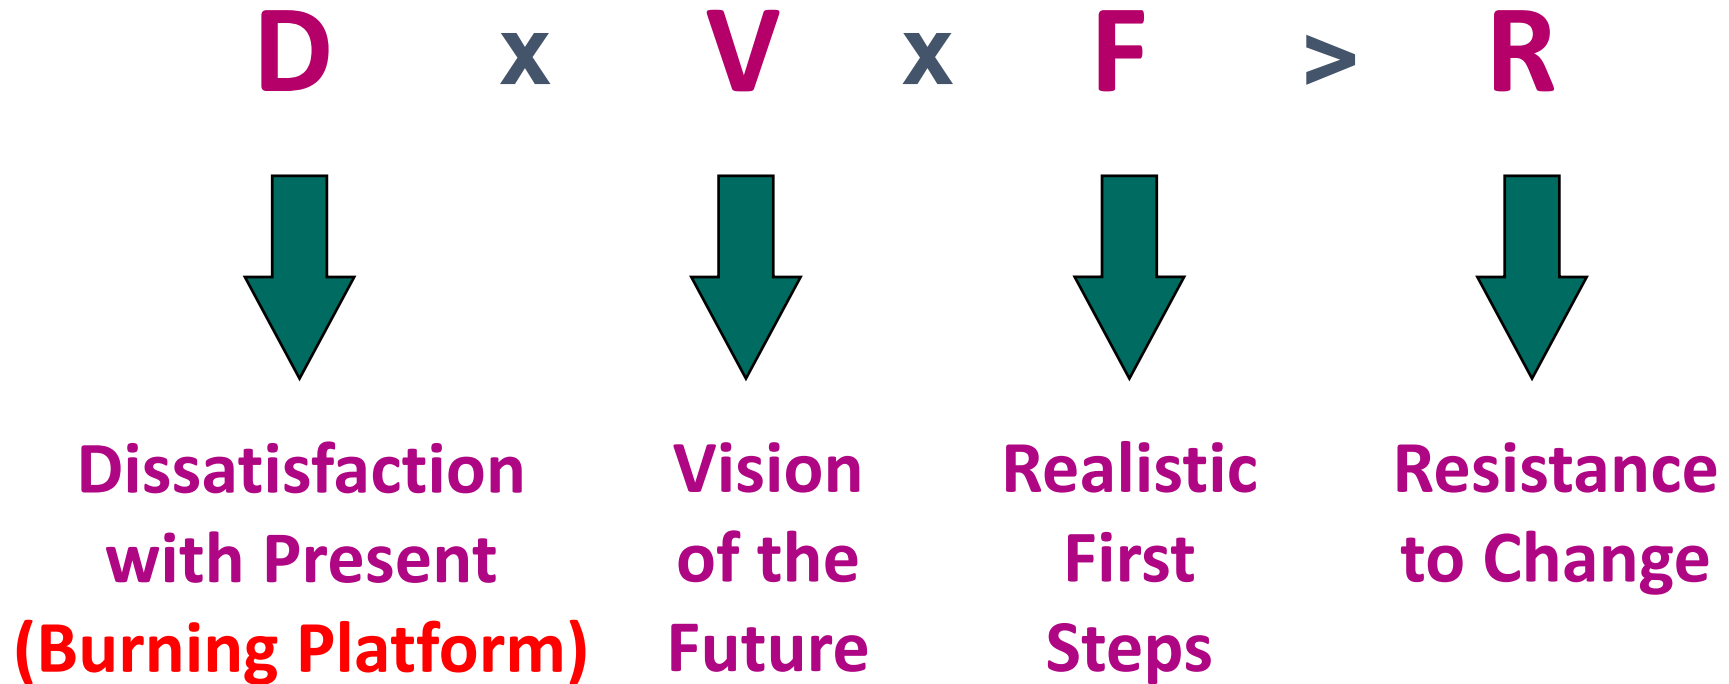 D x V x F > R
Dissatisfaction
with Present
(Burning Platform)
Vision
of the
Future
Realistic
First
Steps
Resistance
to Change